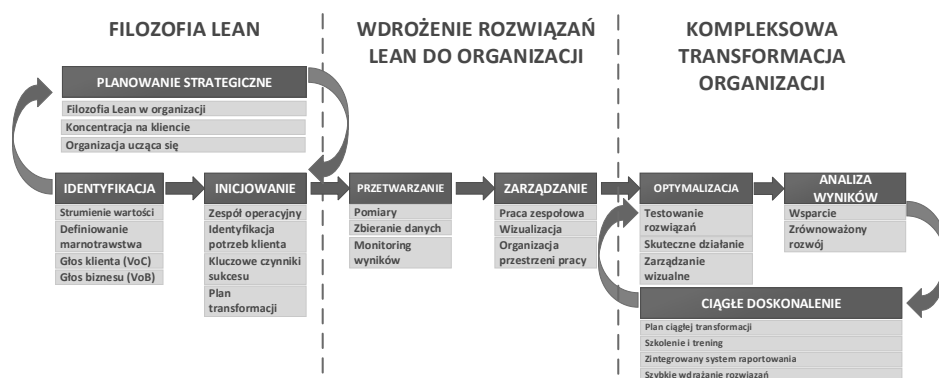 FILOZOFIA LEAN
WDROŻENIE ROZWIĄZAŃ
LEAN DO ORGANIZACJI
KOMPLEKSOWA
TRANSFORMACJA
ORGANIZACJI
PLANOWANIE STRATEGICZNE
Filozofia Lean w organizacji
Koncentracja na kliencie
Organizacja ucząca się
IDENTYFIKACJA
Strumienie wartości
Definiowanie
marnotrawstwa
Głos klienta (VoC)
Głos biznesu (VoB)
INICJOWANIE
Zespół operacyjny
Identyfikacja
potrzeb klienta
Kluczowe czynniki
sukcesu
Plan
transformacji
PRZETWARZANIE
Pomiary
Zbieranie danych
Monitoring
wyników
ZARZĄDZANIE
Praca zespołowa
Wizualizacja
Organizacja
przestrzeni pracy
OPTYMALIZACJA
Testowanie
rozwiązań
Skuteczne działanie
Zarządzanie
wizualne
ANALIZA
WYNIKÓW
Wsparcie
Zrównoważony
rozwój
CIĄGŁE DOSKONALENIE
Plan ciągłej transformacji
Szkolenie i trening
Zintegrowany system raportowania
Szybkie wdrażanie rozwiązań